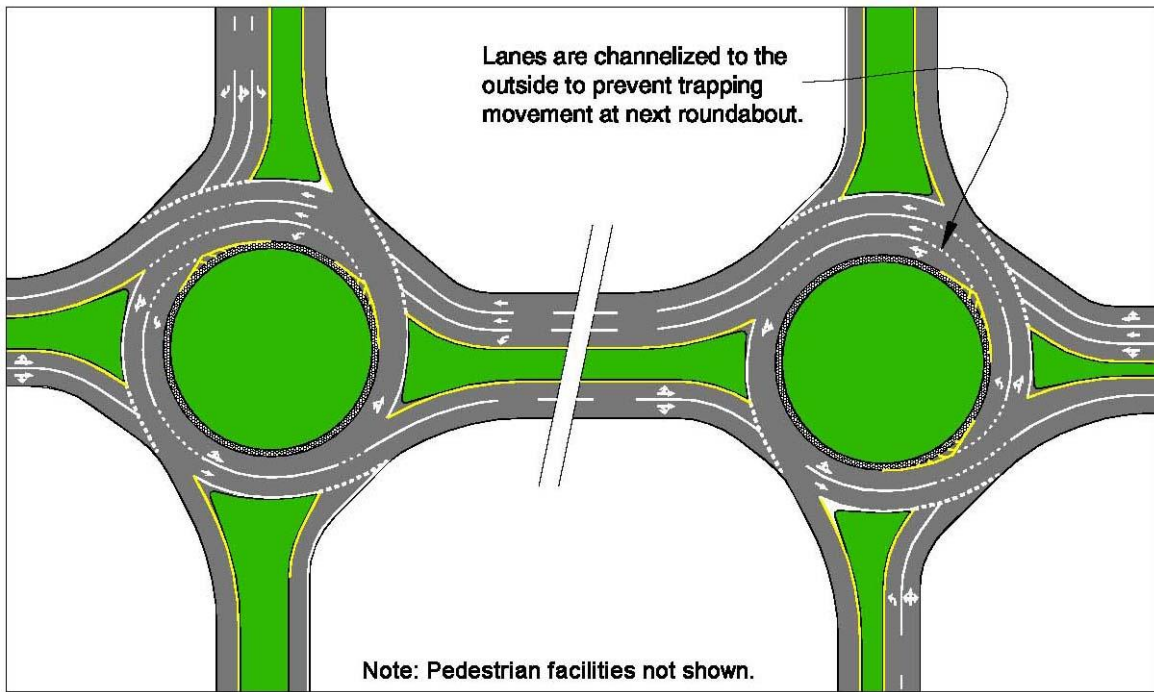 Lanes are channelized to the
outside to prevent trapping
movement at next roundabout.
Note: Pedestrian facilities not shown.